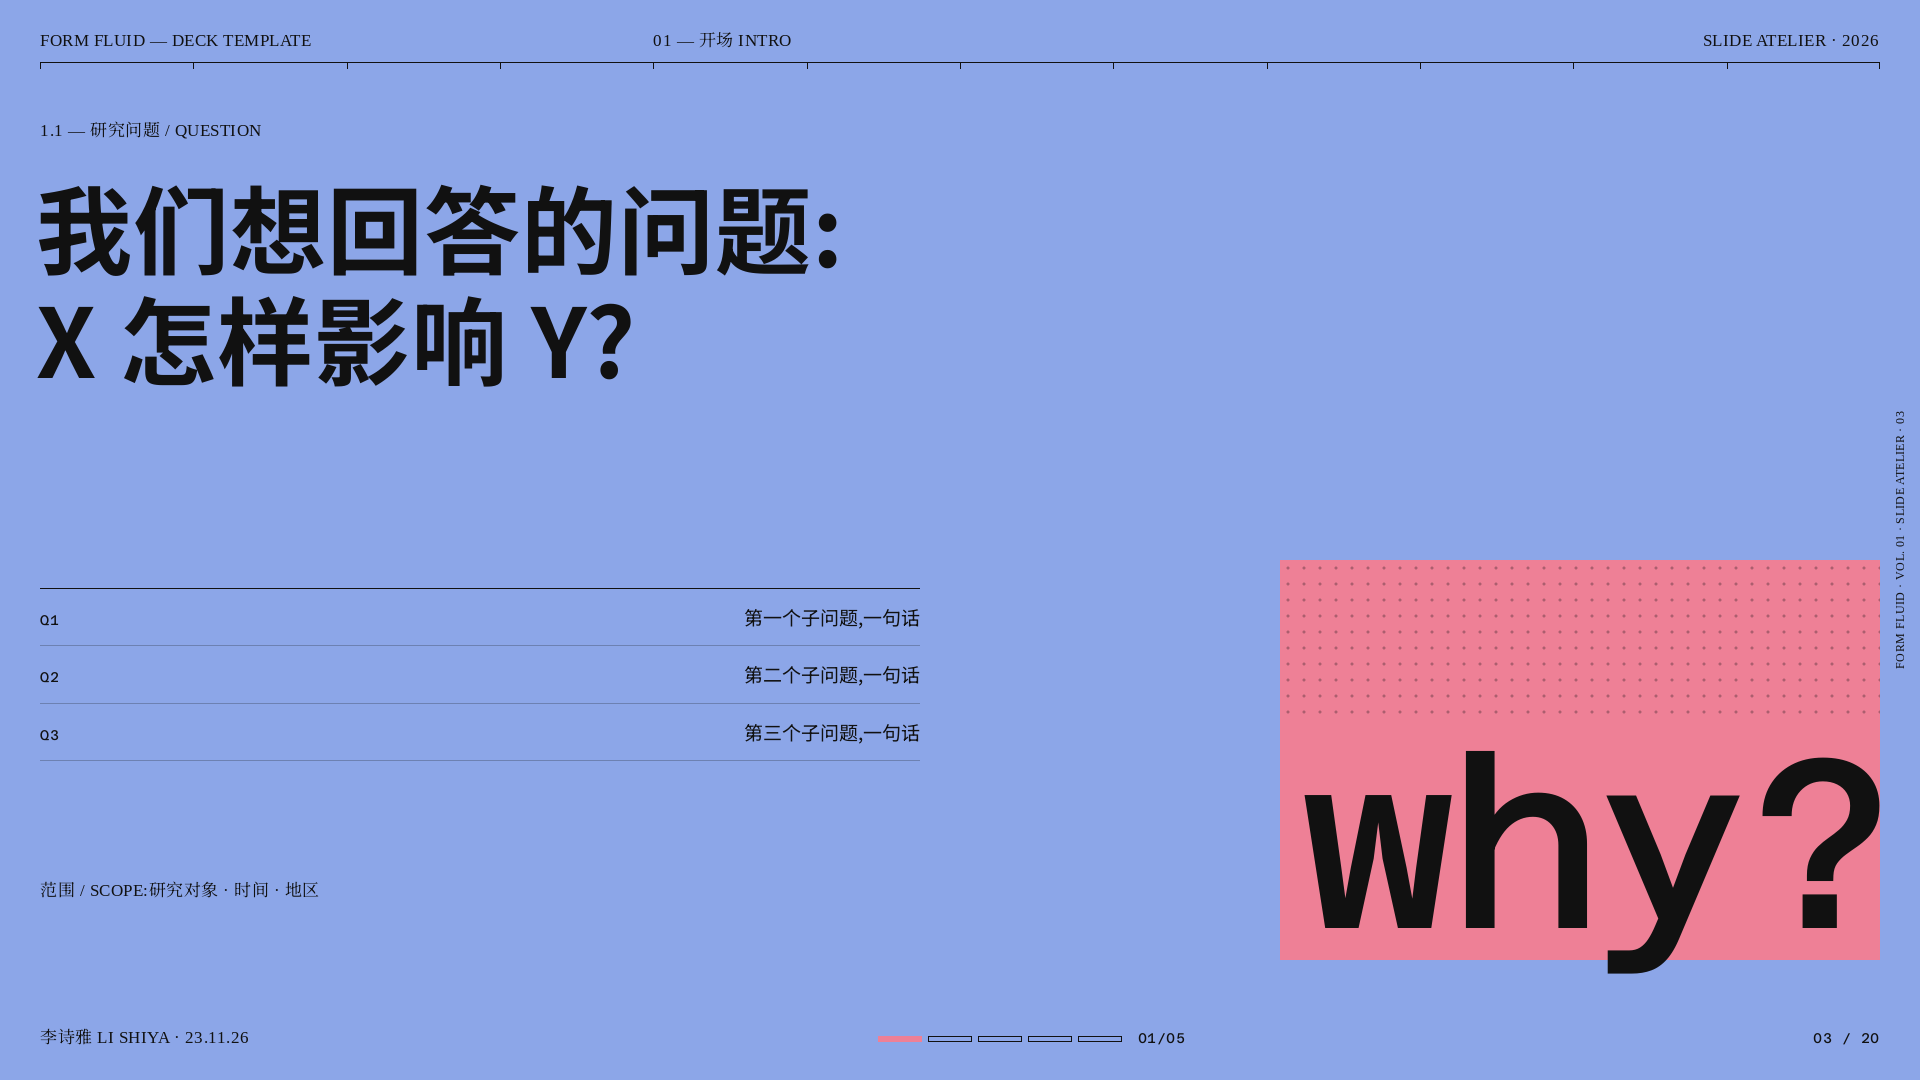 FORM FLUID — DECK TEMPLATE
01 — 开场 INTRO
SLIDE ATELIER · 2026
1.1 — 研究问题 / QUESTION
我们想回答的问题:
X 怎样影响 Y?
Q1 第一个子问题,一句话
Q2 第二个子问题,一句话
Q3 第三个子问题,一句话
范围 / SCOPE:研究对象 · 时间 · 地区
why?
FORM FLUID · VOL. 01 · SLIDE ATELIER · 03
李诗雅 LI SHIYA · 23.11.26
01/05
03 / 20